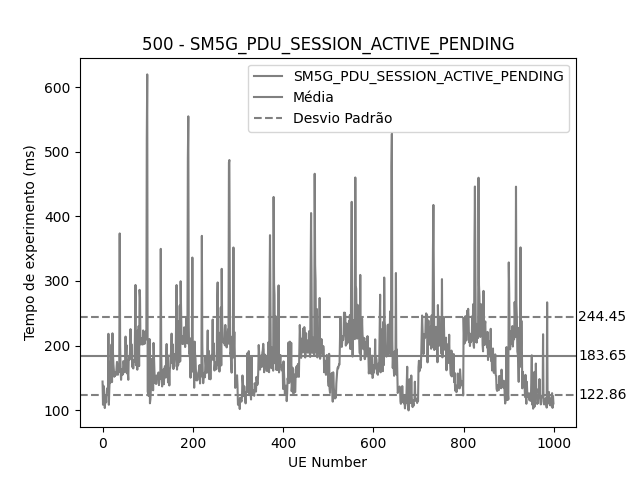 500 - SM5G_PDU_SESSION_ACTIVE_PENDING
SM5G_PDU_SESSION_ACTIVE_PENDING
Média
Desvio Padrão
Tempo de experimento (ms)
600
500
400
300
200
100
244.45
183.65
122.86
0
200
400
600
800
1000
UE Number